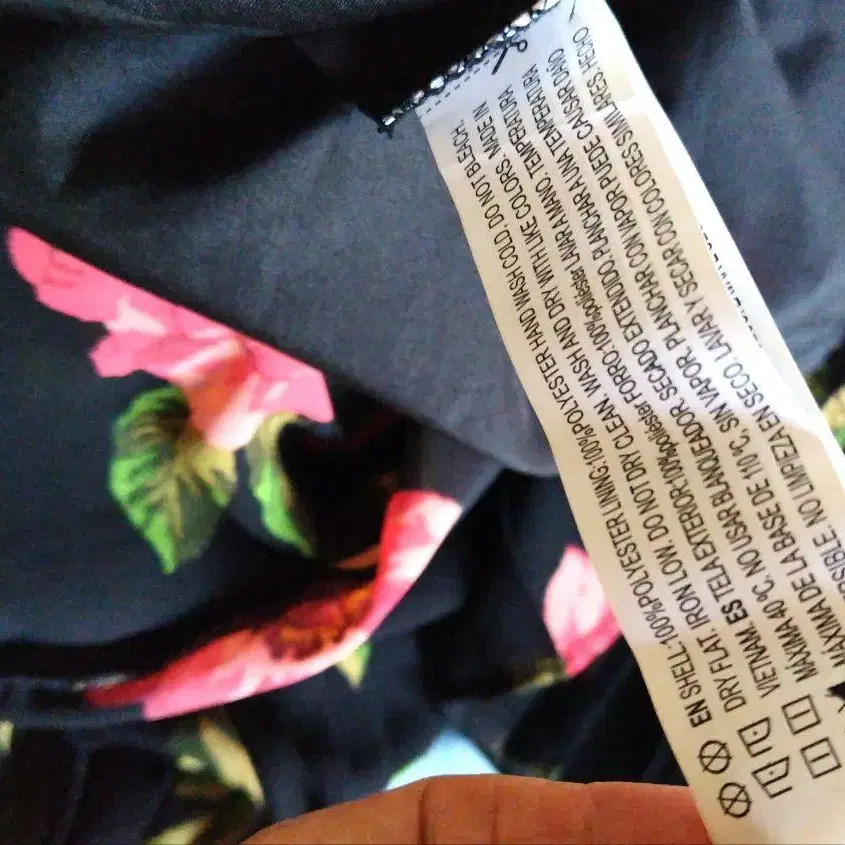 EN SHELL:100%POLYESTER LINING:100%POLYESTER HAND WASH COLD, DO NOT BLEACH
DRY FLAT, IRON LOW, DO NOT DRY CLEAN, WASH AND DRY WITH LIKE COLORS, MADE IN
VIETNAM. ES TELA EXTERIOR:100%poliéster FORRO:100%poliéster LAVAR A MANO, TEMPERATURA
MÁXIMA 40 ºC, NO USAR BLANQUEADOR, SECADO EXTENDIDO, PLANCHAR A UNA TEMPERATURA
MÁXIMA DE LA BASE DE 110 ºC, SIN VAPOR, PLANCHAR CON VAPOR PUEDE CAUSAR DAÑO
NO LIMPIEZA EN SECO, LAVAR Y SECAR CON COLORES SIMILARES, HECHO